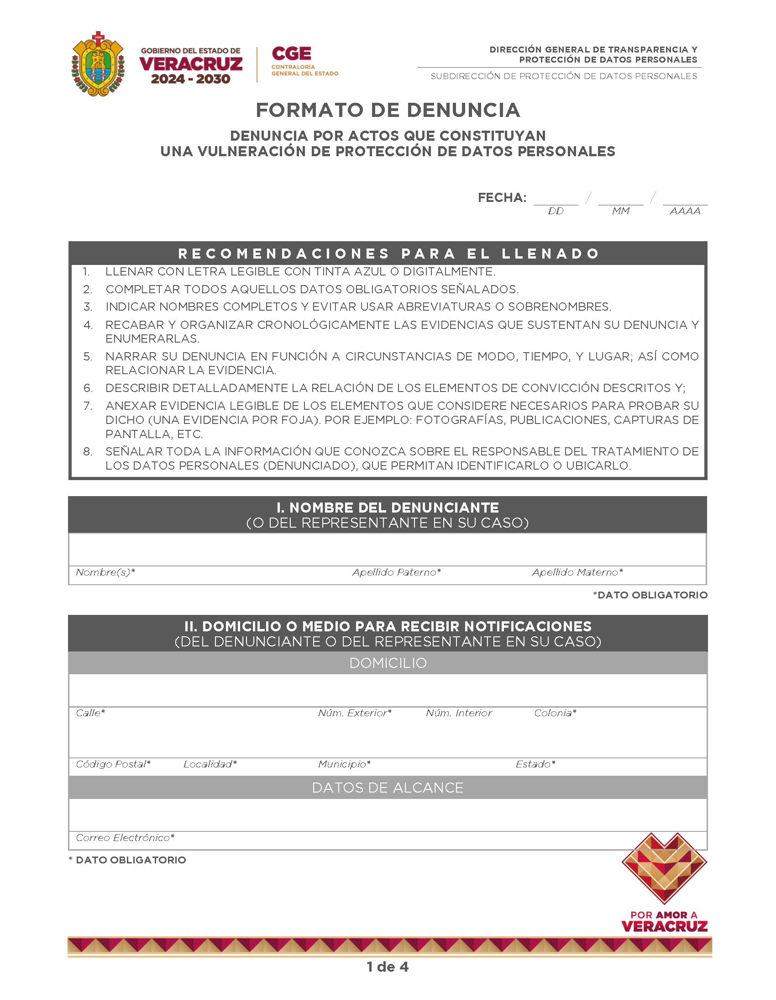 VERA
GOBIERNO DEL ESTADO DE
VERACRUZ
2024 - 2030
CGE
CONTRALORÍA
GENERAL DEL ESTADO
DIRECCIÓN GENERAL DE TRANSPARENCIA Y
PROTECCIÓN DE DATOS PERSONALES
SUBDIRECCIÓN DE PROTECCIÓN DE DATOS PERSONALES
FORMATO DE DENUNCIA
DENUNCIA POR ACTOS QUE CONSTITUYAN
UNA VULNERACIÓN DE PROTECCIÓN DE DATOS PERSONALES
FECHA: ____ / ____ / ____
DD MM AAAA
RECOMENDACIONES PARA EL LLENADO
1. LLENAR CON LETRA LEGIBLE CON TINTA AZUL O DIGITALMENTE.
2. COMPLETAR TODOS AQUELLOS DATOS OBLIGATORIOS SEÑALADOS.
3. INDICAR NOMBRES COMPLETOS Y EVITAR USAR ABREVIATURAS O SOBRENOMBRES.
4. RECABAR Y ORGANIZAR CRONOLÓGICAMENTE LAS EVIDENCIAS QUE SUSTENTAN SU DENUNCIA Y
ENUMERARLAS.
5. NARRAR SU DENUNCIA EN FUNCIÓN A CIRCUNSTANCIAS DE MODO, TIEMPO, Y LUGAR; ASÍ COMO
RELACIONAR LA EVIDENCIA.
6. DESCRIBIR DETALLADAMENTE LA RELACIÓN DE LOS ELEMENTOS DE CONVICCIÓN DESCRITOS Y;
7. ANEXAR EVIDENCIA LEGIBLE DE LOS ELEMENTOS QUE CONSIDERE NECESARIOS PARA PROBAR SU
DICHO (UNA EVIDENCIA POR FOJA). POR EJEMPLO: FOTOGRAFÍAS, PUBLICACIONES, CAPTURAS DE
PANTALLA, ETC.
8. SEÑALAR TODA LA INFORMACIÓN QUE CONOZCA SOBRE EL RESPONSABLE DEL TRATAMIENTO DE
LOS DATOS PERSONALES (DENUNCIADO), QUE PERMITAN IDENTIFICARLO O UBICARLO.
I. NOMBRE DEL DENUNCIANTE
(O DEL REPRESENTANTE EN SU CASO)
Nombre(s)* Apellido Paterno* Apellido Materno*
*DATO OBLIGATORIO
II. DOMICILIO O MEDIO PARA RECIBIR NOTIFICACIONES
(DEL DENUNCIANTE O DEL REPRESENTANTE EN SU CASO)
DOMICILIO
Calle* Núm. Exterior* Núm. Interior Colonia*
Código Postal* Localidad* Municipio* Estado*
DATOS DE ALCANCE
Correo Electrónico*
* DATO OBLIGATORIO
POR AMOR A
VERACRUZ
1 de 4